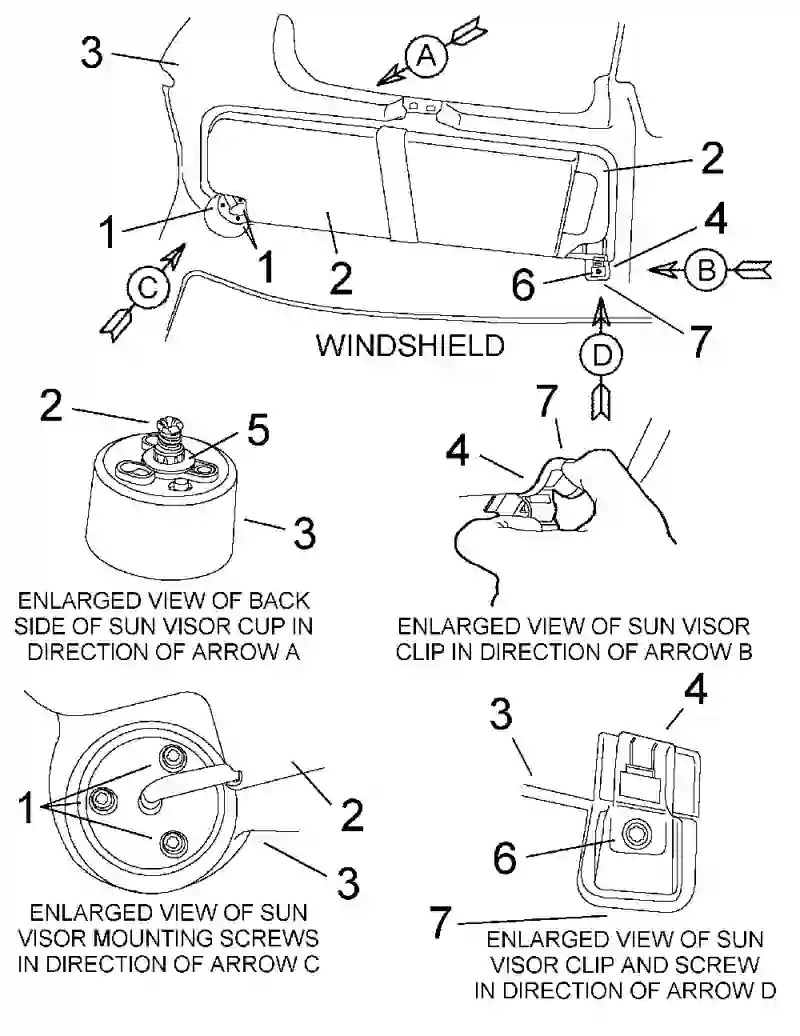 A
3
2
1
1
2
4
6
B
C
7
WINDSHIELD
D
2
5
3
7
4
ENLARGED VIEW OF BACK
SIDE OF SUN VISOR CUP IN
DIRECTION OF ARROW A
ENLARGED VIEW OF SUN VISOR
CLIP IN DIRECTION OF ARROW B
1
2
3
ENLARGED VIEW OF SUN
VISOR MOUNTING SCREWS
IN DIRECTION OF ARROW C
4
3
6
7
ENLARGED VIEW OF SUN
VISOR CLIP AND SCREW
IN DIRECTION OF ARROW D